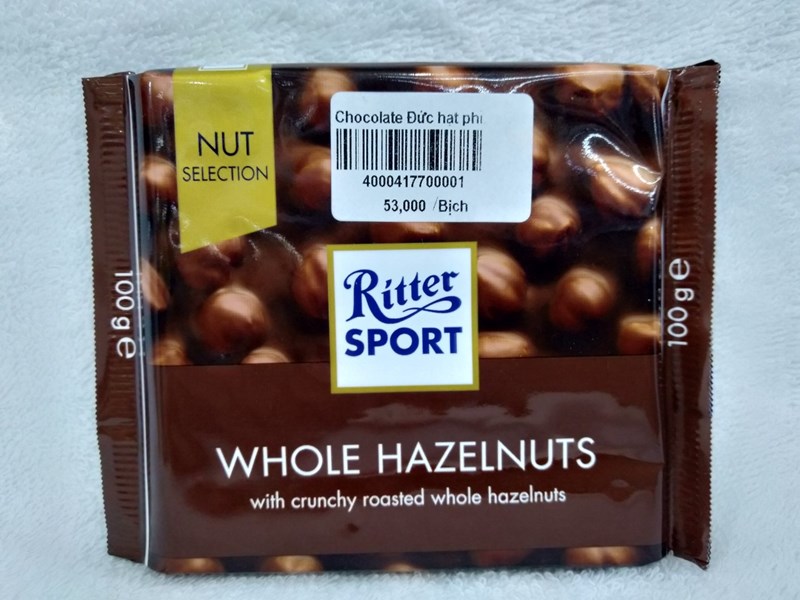 NUT
SELECTION
Chocolate Đức hat phi
4000417700001
53,000 /Bịch
Ritter
SPORT
100 g e
100 g e
WHOLE HAZELNUTS
with crunchy roasted whole hazelnuts